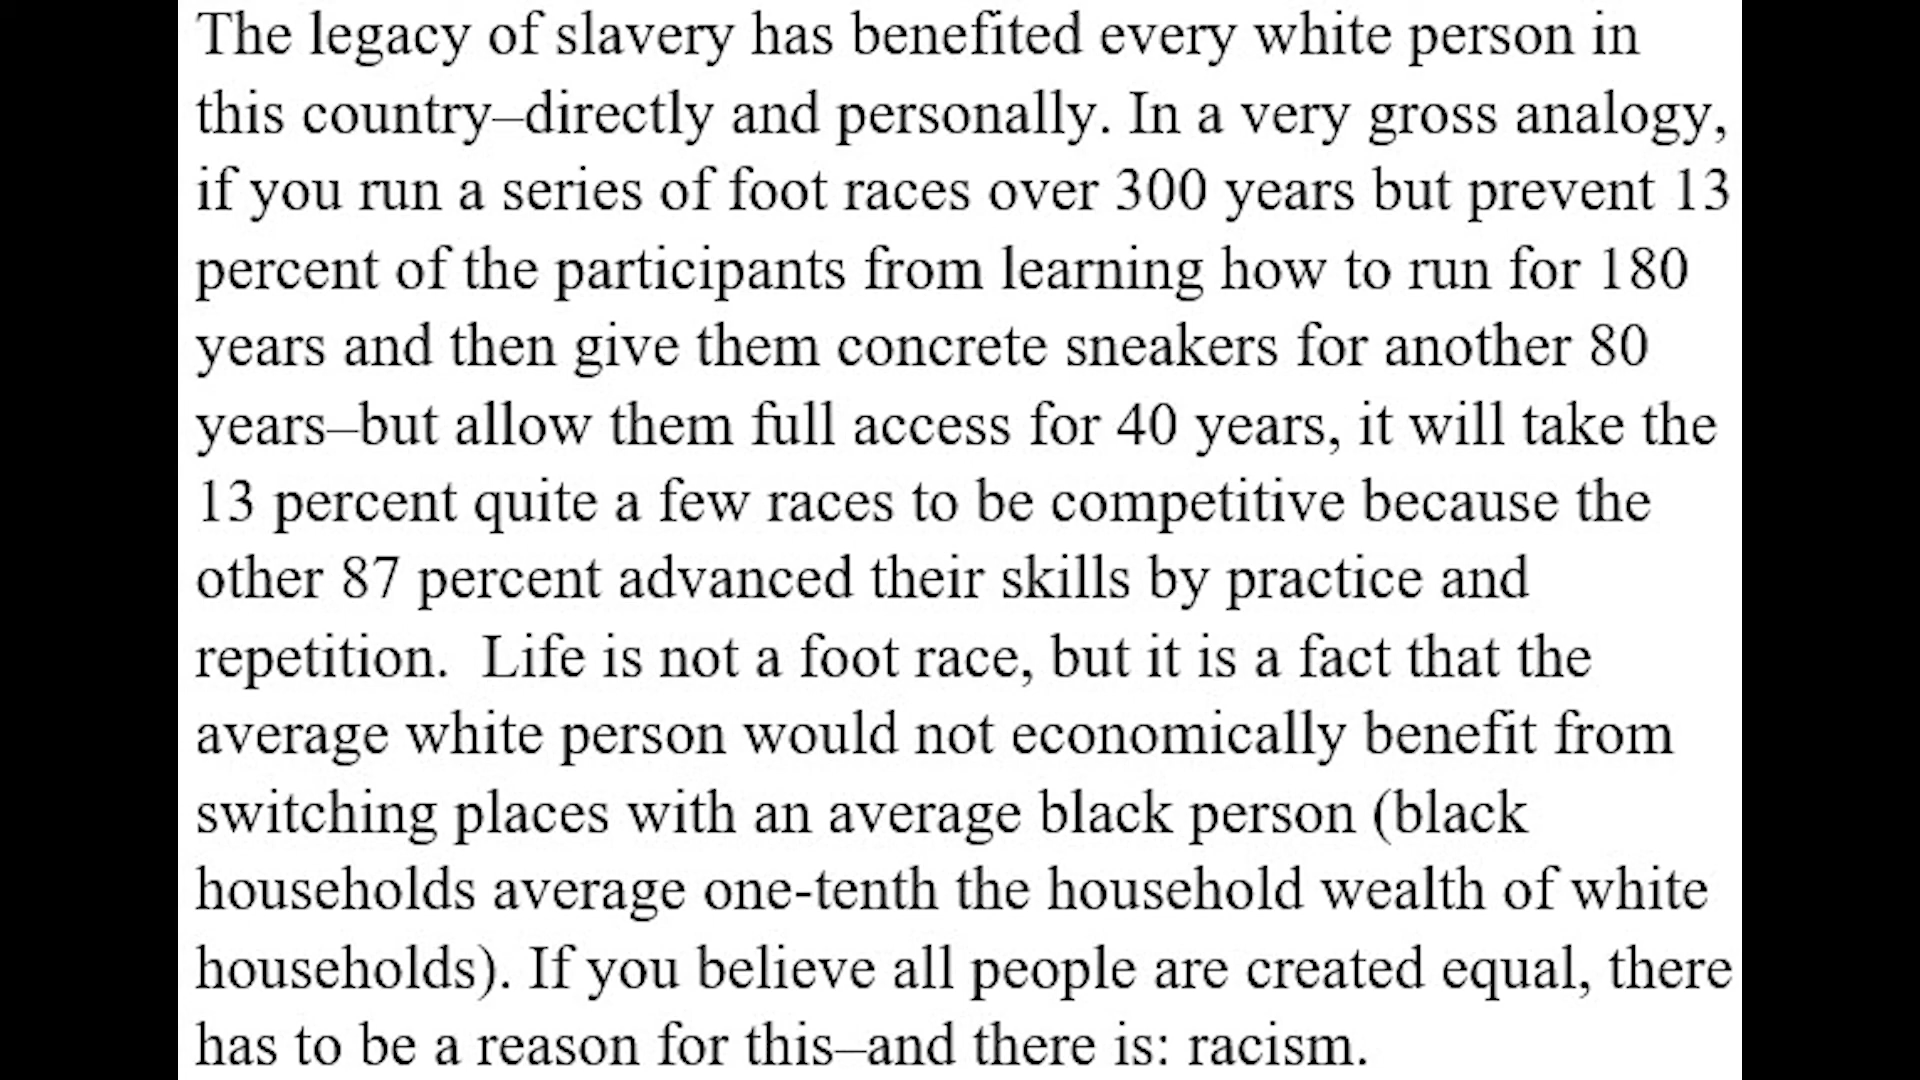 The legacy of slavery has benefited every white person in
this country–directly and personally. In a very gross analogy,
if you run a series of foot races over 300 years but prevent 13
percent of the participants from learning how to run for 180
years and then give them concrete sneakers for another 80
years–but allow them full access for 40 years, it will take the
13 percent quite a few races to be competitive because the
other 87 percent advanced their skills by practice and
repetition.  Life is not a foot race, but it is a fact that the
average white person would not economically benefit from
switching places with an average black person (black
households average one-tenth the household wealth of white
households). If you believe all people are created equal, there
has to be a reason for this–and there is: racism.